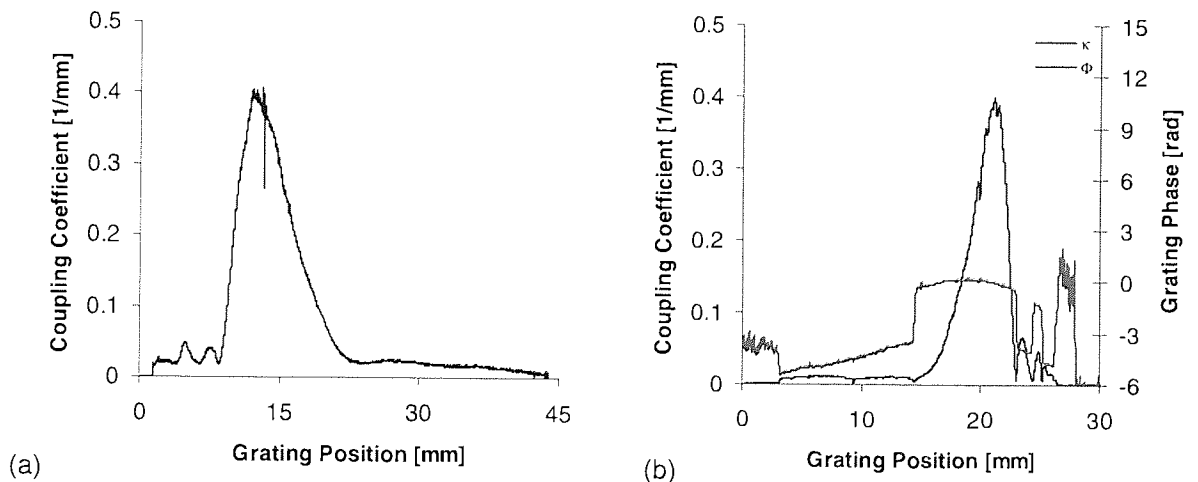 0.5
0.4
0.3
0.2
0.1
0
Coupling Coefficient [1/mm]
0 15 30 45
Grating Position [mm]
(a)
0.5
0.4
0.3
0.2
0.1
0
Coupling Coefficient [1/mm]
κ
Φ
15
12
9
6
3
0
-3
-6
Grating Phase [rad]
0 10 20 30
Grating Position [mm]
(b)